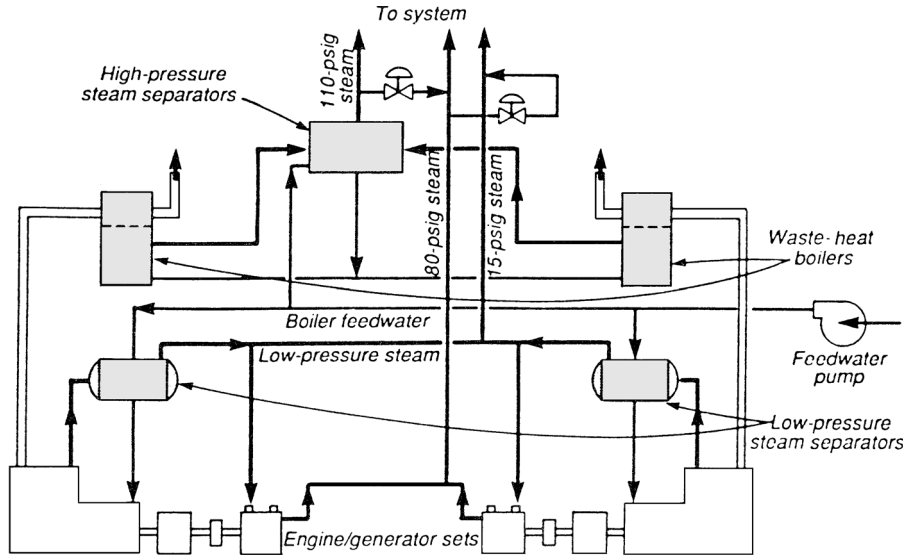 To system
High-pressure
steam separators
110-psig
steam
80-psig steam
15-psig steam
Waste-heat
boilers
Boiler feedwater
Low-pressure steam
Feedwater
pump
Low-pressure
steam separators
Engine/generator sets